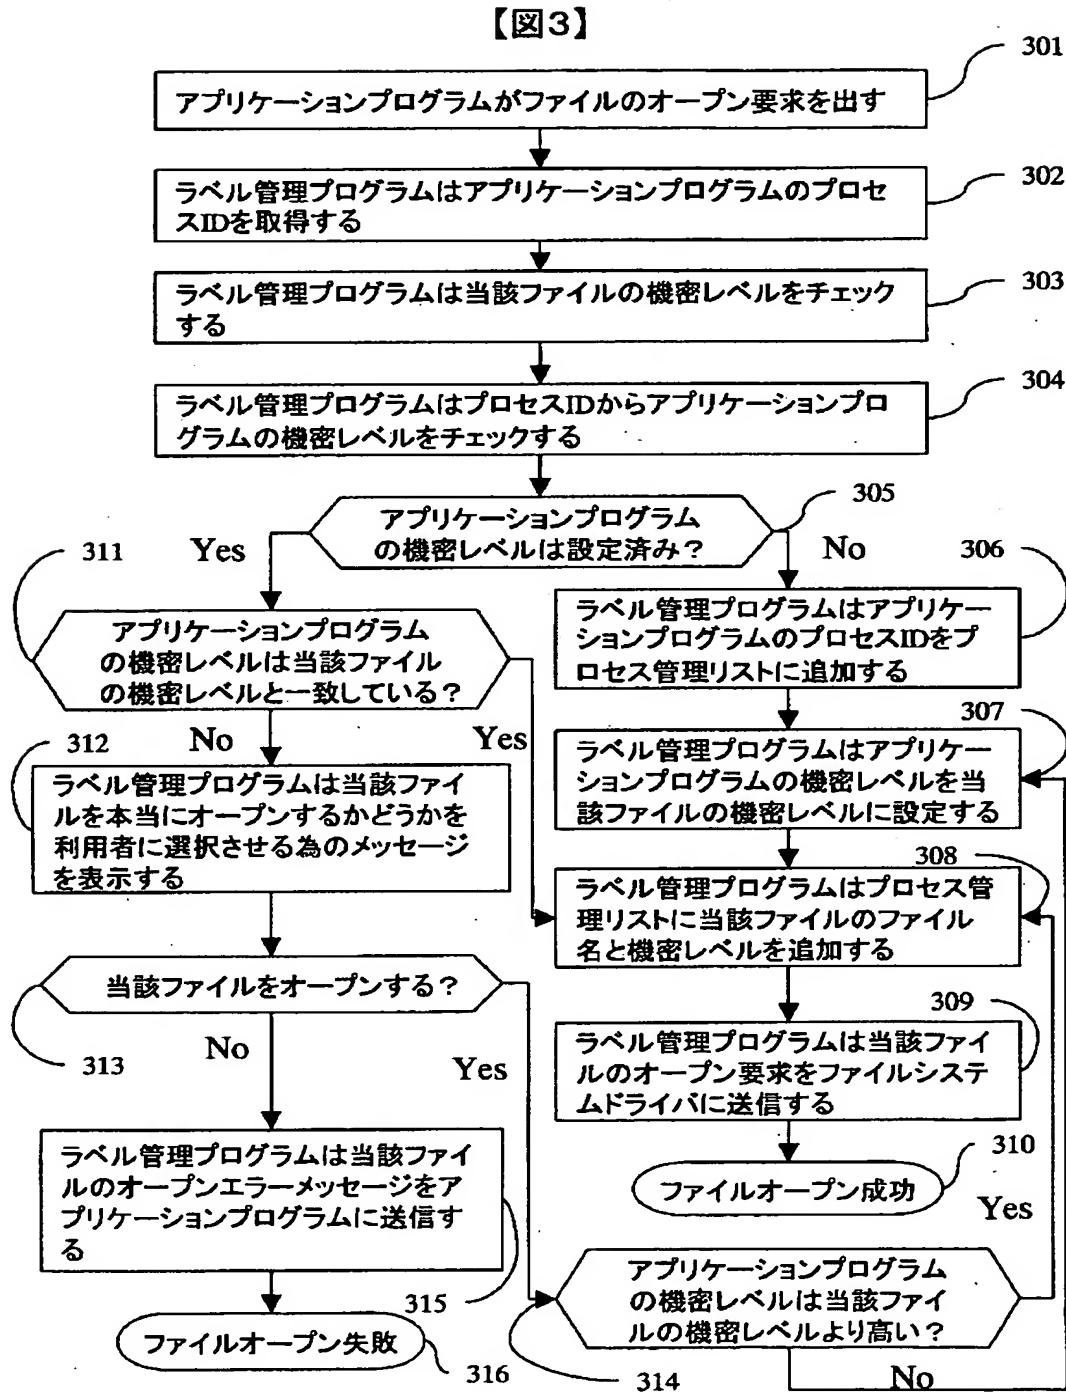 【図3】
301
アプリケーションプログラムがファイルのオープン要求を出す
302
ラベル管理プログラムはアプリケーションプログラムのプロセ
スIDを取得する
303
ラベル管理プログラムは当該ファイルの機密レベルをチェック
する
304
ラベル管理プログラムはプロセスIDからアプリケーションプロ
グラムの機密レベルをチェックする
305
アプリケーションプログラム
の機密レベルは設定済み?
Yes
No
311
アプリケーションプログラム
の機密レベルは当該ファイル
の機密レベルと一致している?
306
ラベル管理プログラムはアプリケー
ションプログラムのプロセスIDをプ
ロセス管理リストに追加する
No
Yes
312
ラベル管理プログラムは当該ファイ
ルを本当にオープンするかどうかを
利用者に選択させる為のメッセージ
を表示する
307
ラベル管理プログラムはアプリケー
ションプログラムの機密レベルを当
該ファイルの機密レベルに設定する
308
ラベル管理プログラムはプロセス管
理リストに当該ファイルのファイル
名と機密レベルを追加する
当該ファイルをオープンする?
313
No
Yes
309
ラベル管理プログラムは当該ファイ
ルのオープン要求をファイルシステ
ムドライバに送信する
310
ファイルオープン成功
ラベル管理プログラムは当該ファイ
ルのオープンエラーメッセージをア
プリケーションプログラムに送信す
る
315
ファイルオープン失敗
316
Yes
アプリケーションプログラム
の機密レベルは当該ファイ
ルの機密レベルより高い?
314
No